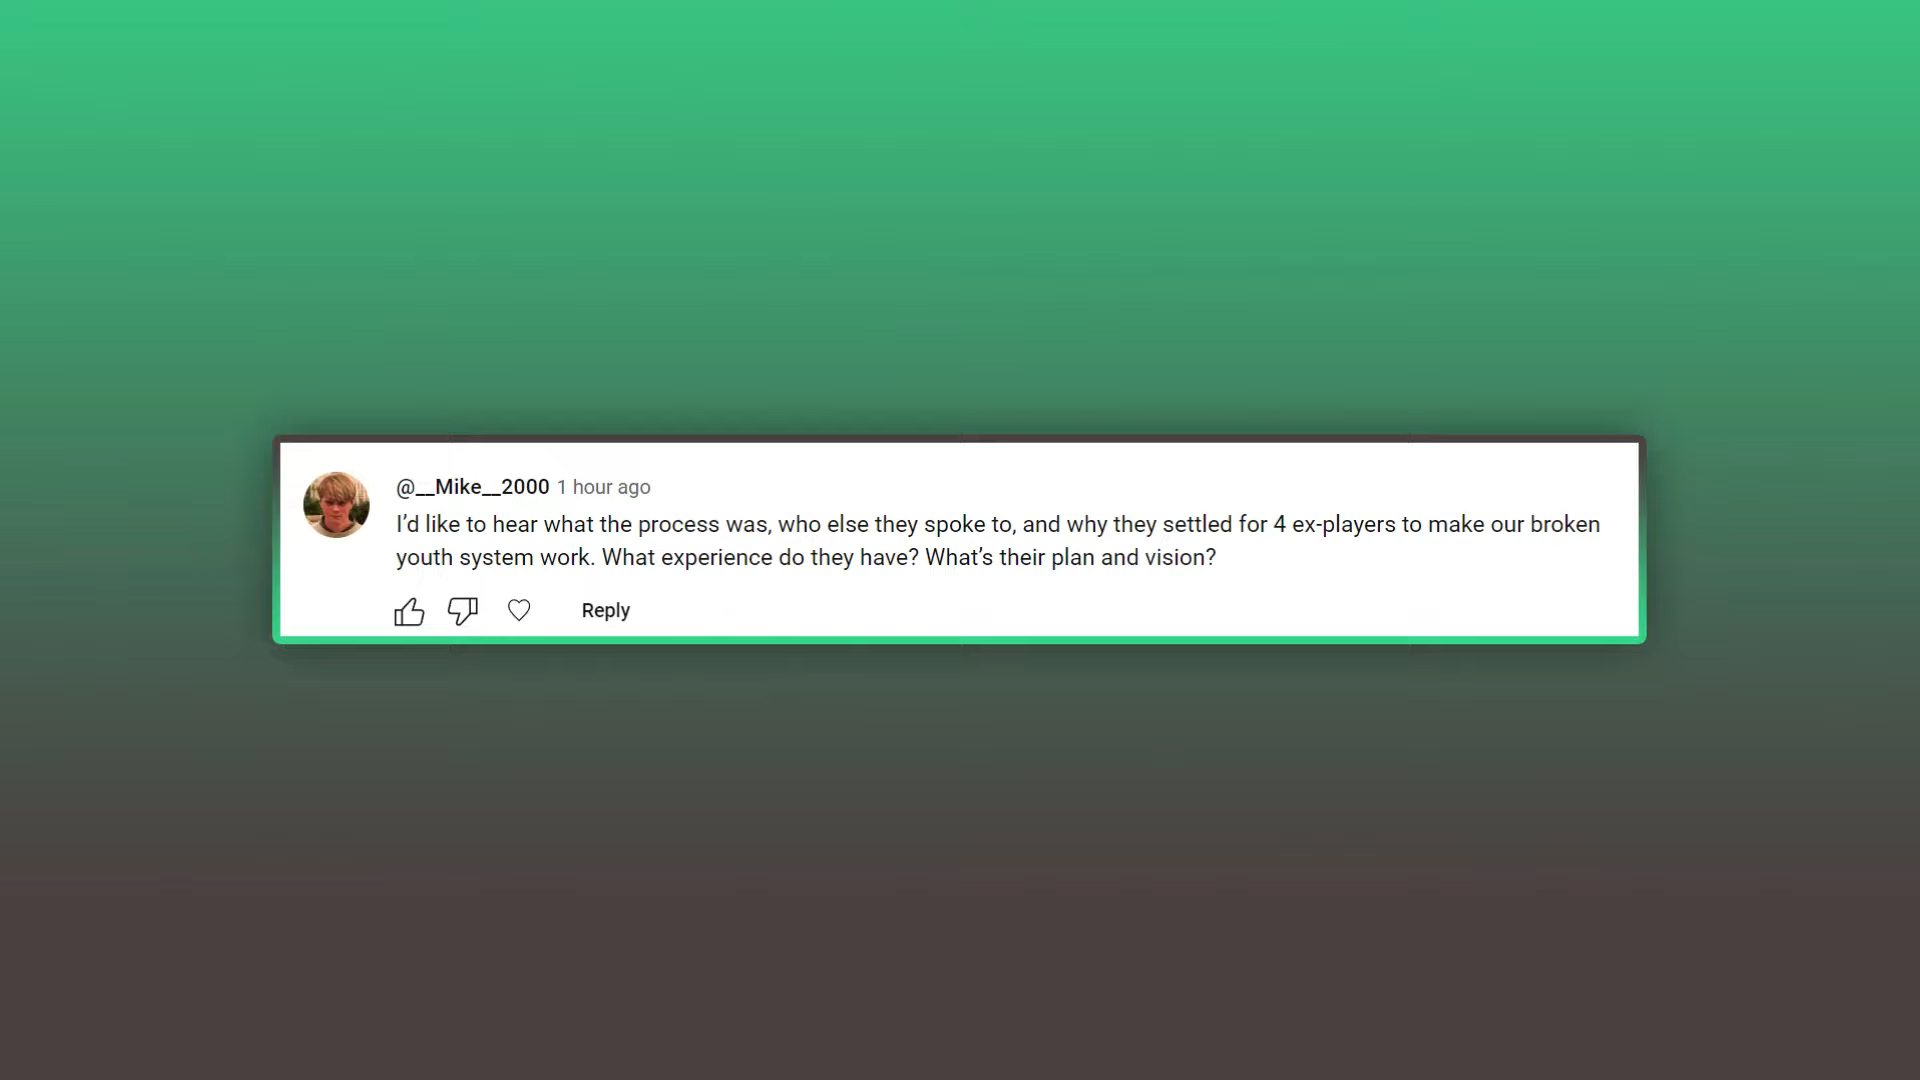 @__Mike__2000 1 hour ago
I’d like to hear what the process was, who else they spoke to, and why they settled for 4 ex-players to make our broken
youth system work. What experience do they have? What’s their plan and vision?
Reply